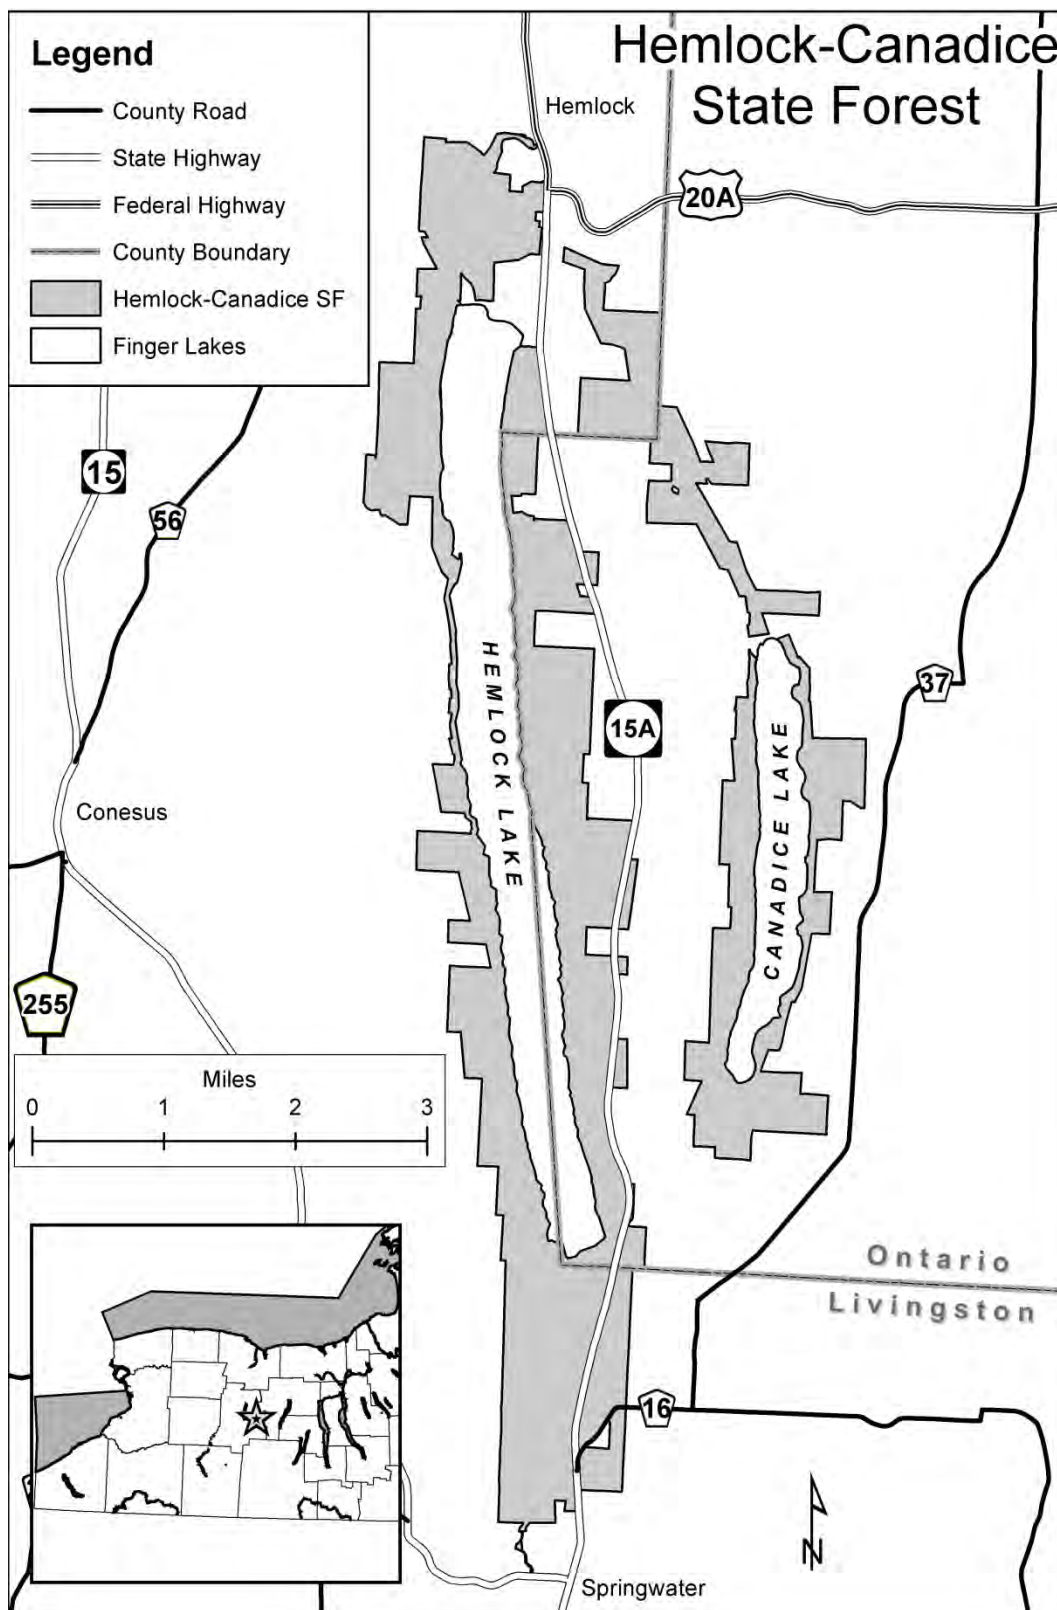 Hemlock-Canadice
State Forest
Legend
County Road
State Highway
Federal Highway
County Boundary
Hemlock-Canadice SF
Finger Lakes
Hemlock
20A
15
56
HEMLOCK LAKE
15A
37
CANADICE LAKE
Conesus
255
Miles
0 1 2 3
Ontario
Livingston
16
N
Springwater